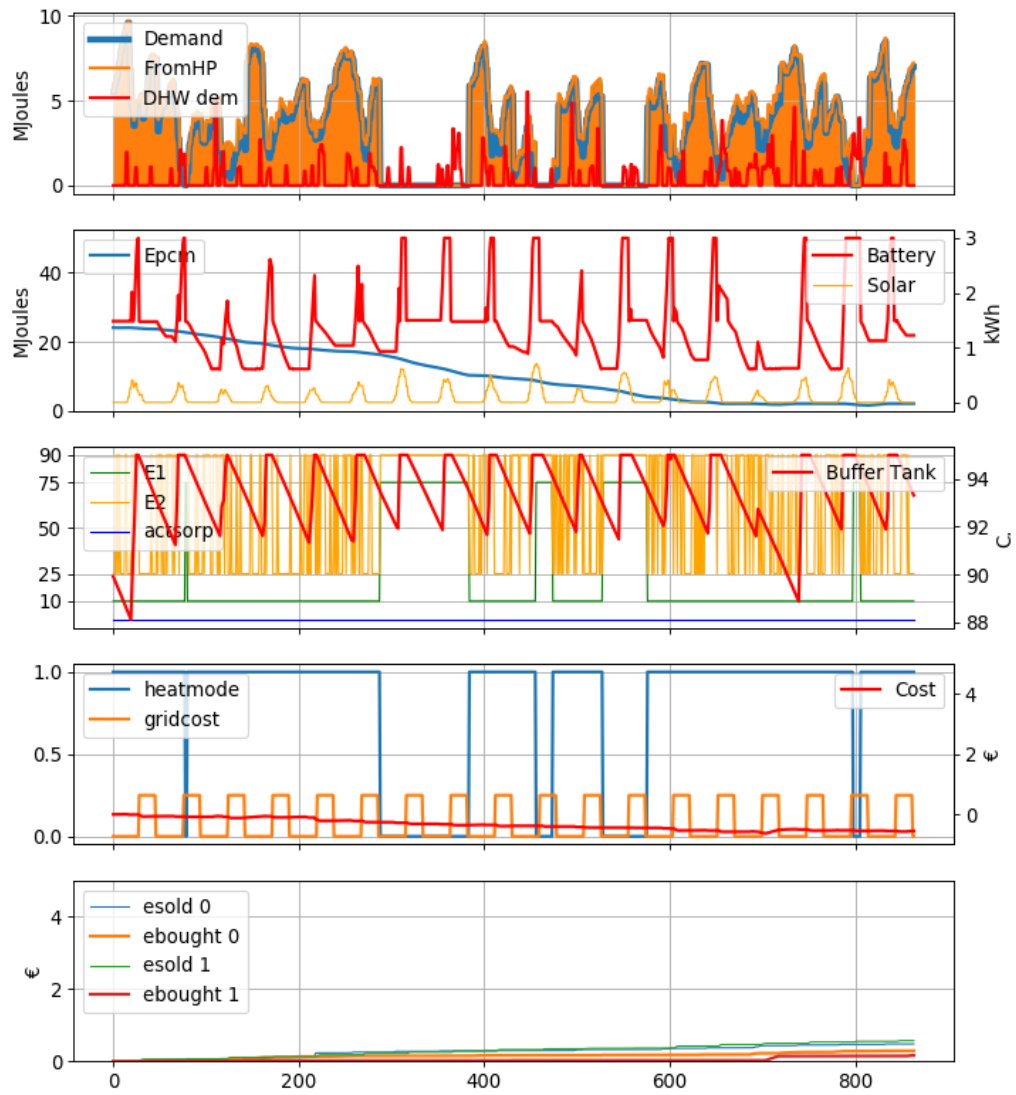 10
5
0
MJoules
Demand
FromHP
DHW dem
40
20
0
MJoules
Epcm
Battery
Solar
3
2
1
0
kWh
90
75
50
25
10
E1
E2
actsorp
Buffer Tank
94
92
90
88
C.
1.0
0.5
0.0
heatmode
gridcost
Cost
4
2
0
€
4
2
0
€
esold 0
ebought 0
esold 1
ebought 1
0
200
400
600
800